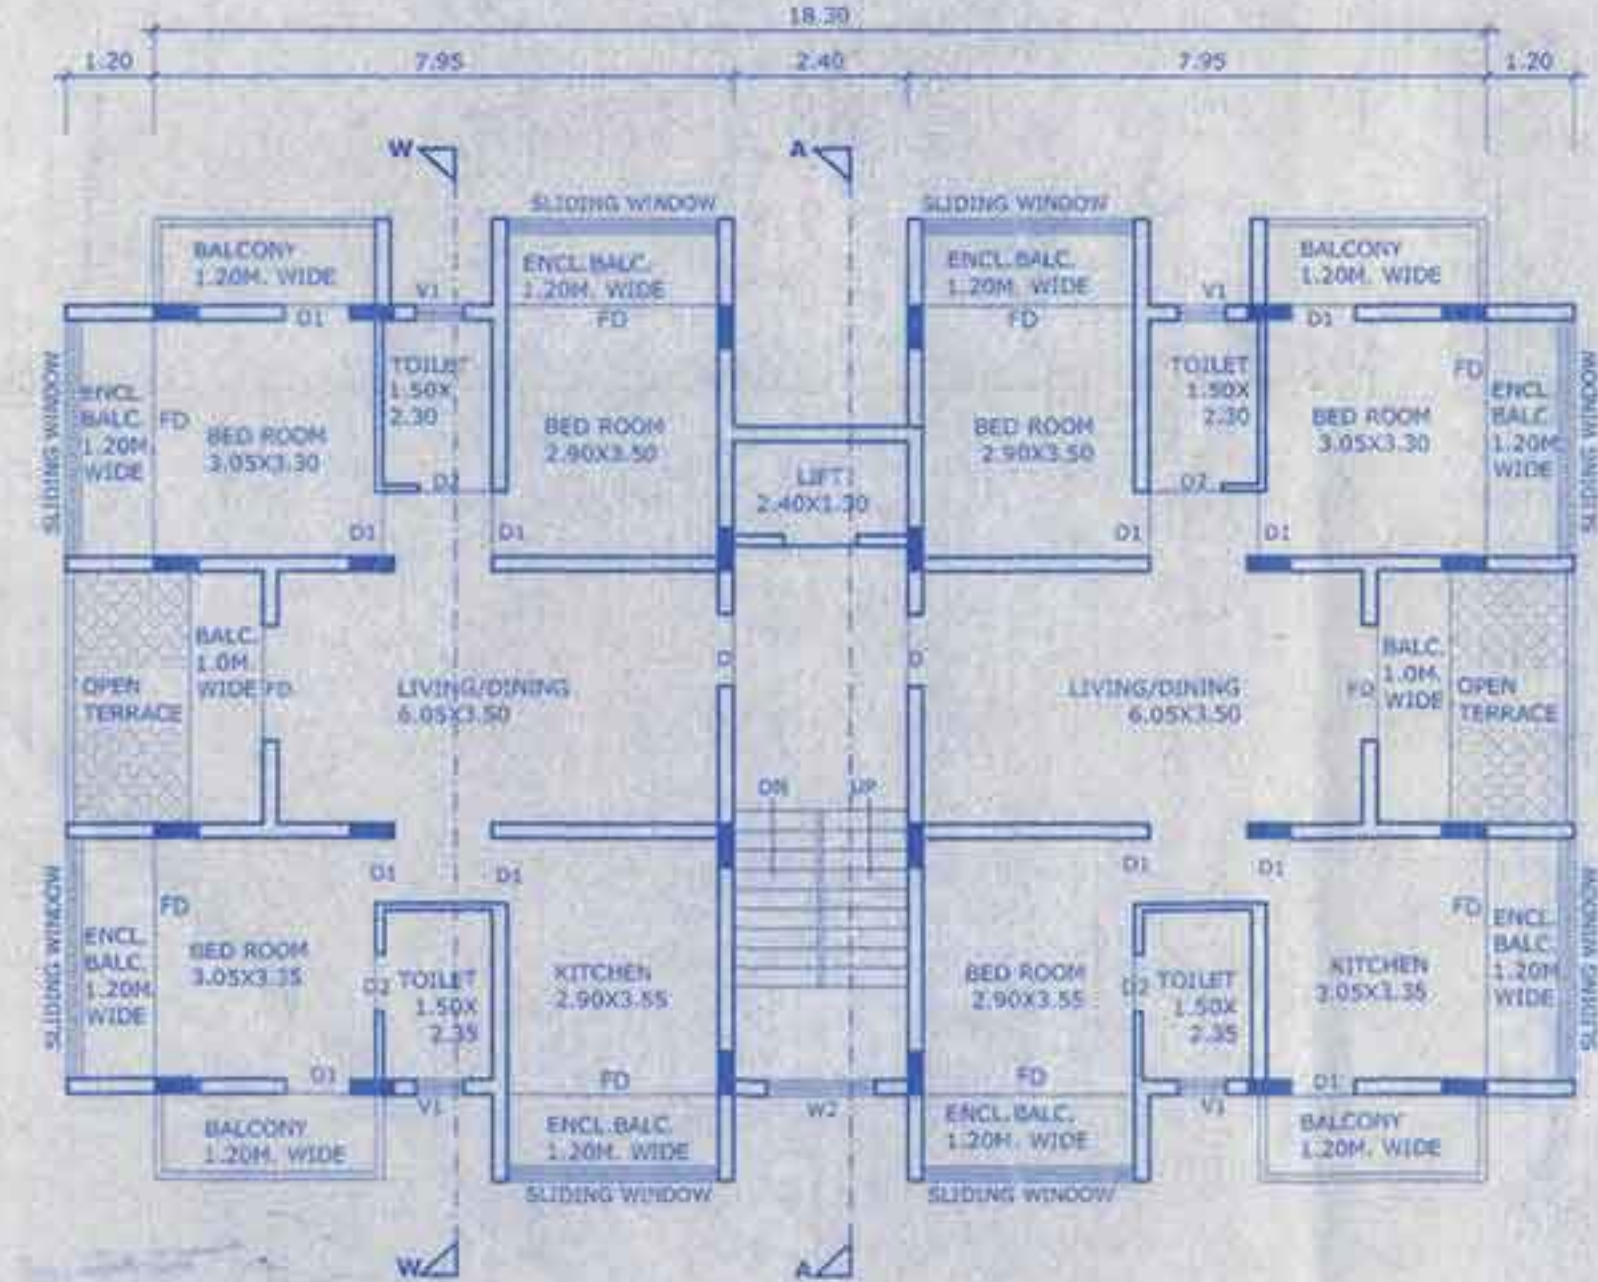 18.30
1.20 7.95 2.40 7.95 1.20
W A
SLIDING WINDOW SLIDING WINDOW
BALCONY
1.20M. WIDE
ENCL.BALC.
1.20M. WIDE
ENCL.BALC.
1.20M. WIDE
BALCONY
1.20M. WIDE
V1 V1
D1 FD FD D1
SLIDING WINDOW
ENCL.
BALC.
1.20M.
WIDE
FD
BED ROOM
3.05X3.30
TOILET
1.50X
2.30
BED ROOM
2.90X3.50
LIFT
2.40X1.30
BED ROOM
2.90X3.50
TOILET
1.50X
2.30
BED ROOM
3.05X3.30
FD
ENCL
BALC.
1.20M
WIDE
SLIDING WINDOW
D2 D2
D1 D1 D1 D1
OPEN
TERRACE
BALC.
1.0M.
WIDE
FD
LIVING/DINING
6.05X3.50
D D
LIVING/DINING
6.05X3.50
FD
BALC.
1.0M.
WIDE
OPEN
TERRACE
DN UP
D1 D1 D1 D1
SLIDING WINDOW
ENCL.
BALC.
1.20M.
WIDE
FD
BED ROOM
3.05X3.35
D2
TOILET
1.50X
2.35
KITCHEN
2.90X3.55
BED ROOM
2.90X3.55
D2
TOILET
1.50X
2.35
KITCHEN
3.05X3.35
FD
ENCL.
BALC.
1.20M.
WIDE
SLIDING WINDOW
D1 FD FD D1
V1 W2 V1
BALCONY
1.20M. WIDE
ENCL.BALC.
1.20M. WIDE
ENCL.BALC.
1.20M. WIDE
BALCONY
1.20M. WIDE
SLIDING WINDOW SLIDING WINDOW
W A